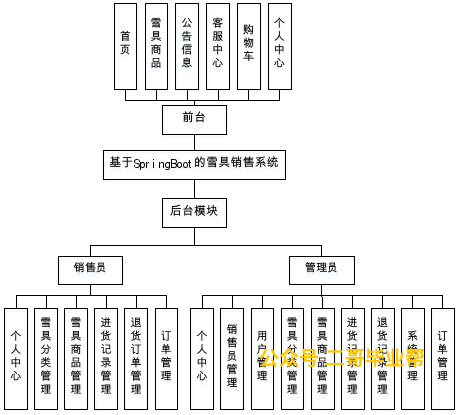 首页
雪具商品
公告信息
客服中心
购物车
个人中心
前台
基于SpringBoot的雪具销售系统
后台模块
销售员
管理员
个人中心
雪具分类管理
雪具商品管理
进货记录管理
退货订单管理
订单管理
个人中心
销售员管理
用户管理
雪具分类管理
雪具商品管理
进货记录管理
退货记录管理
系统管理
订单管理
公众号:二哥毕业帮